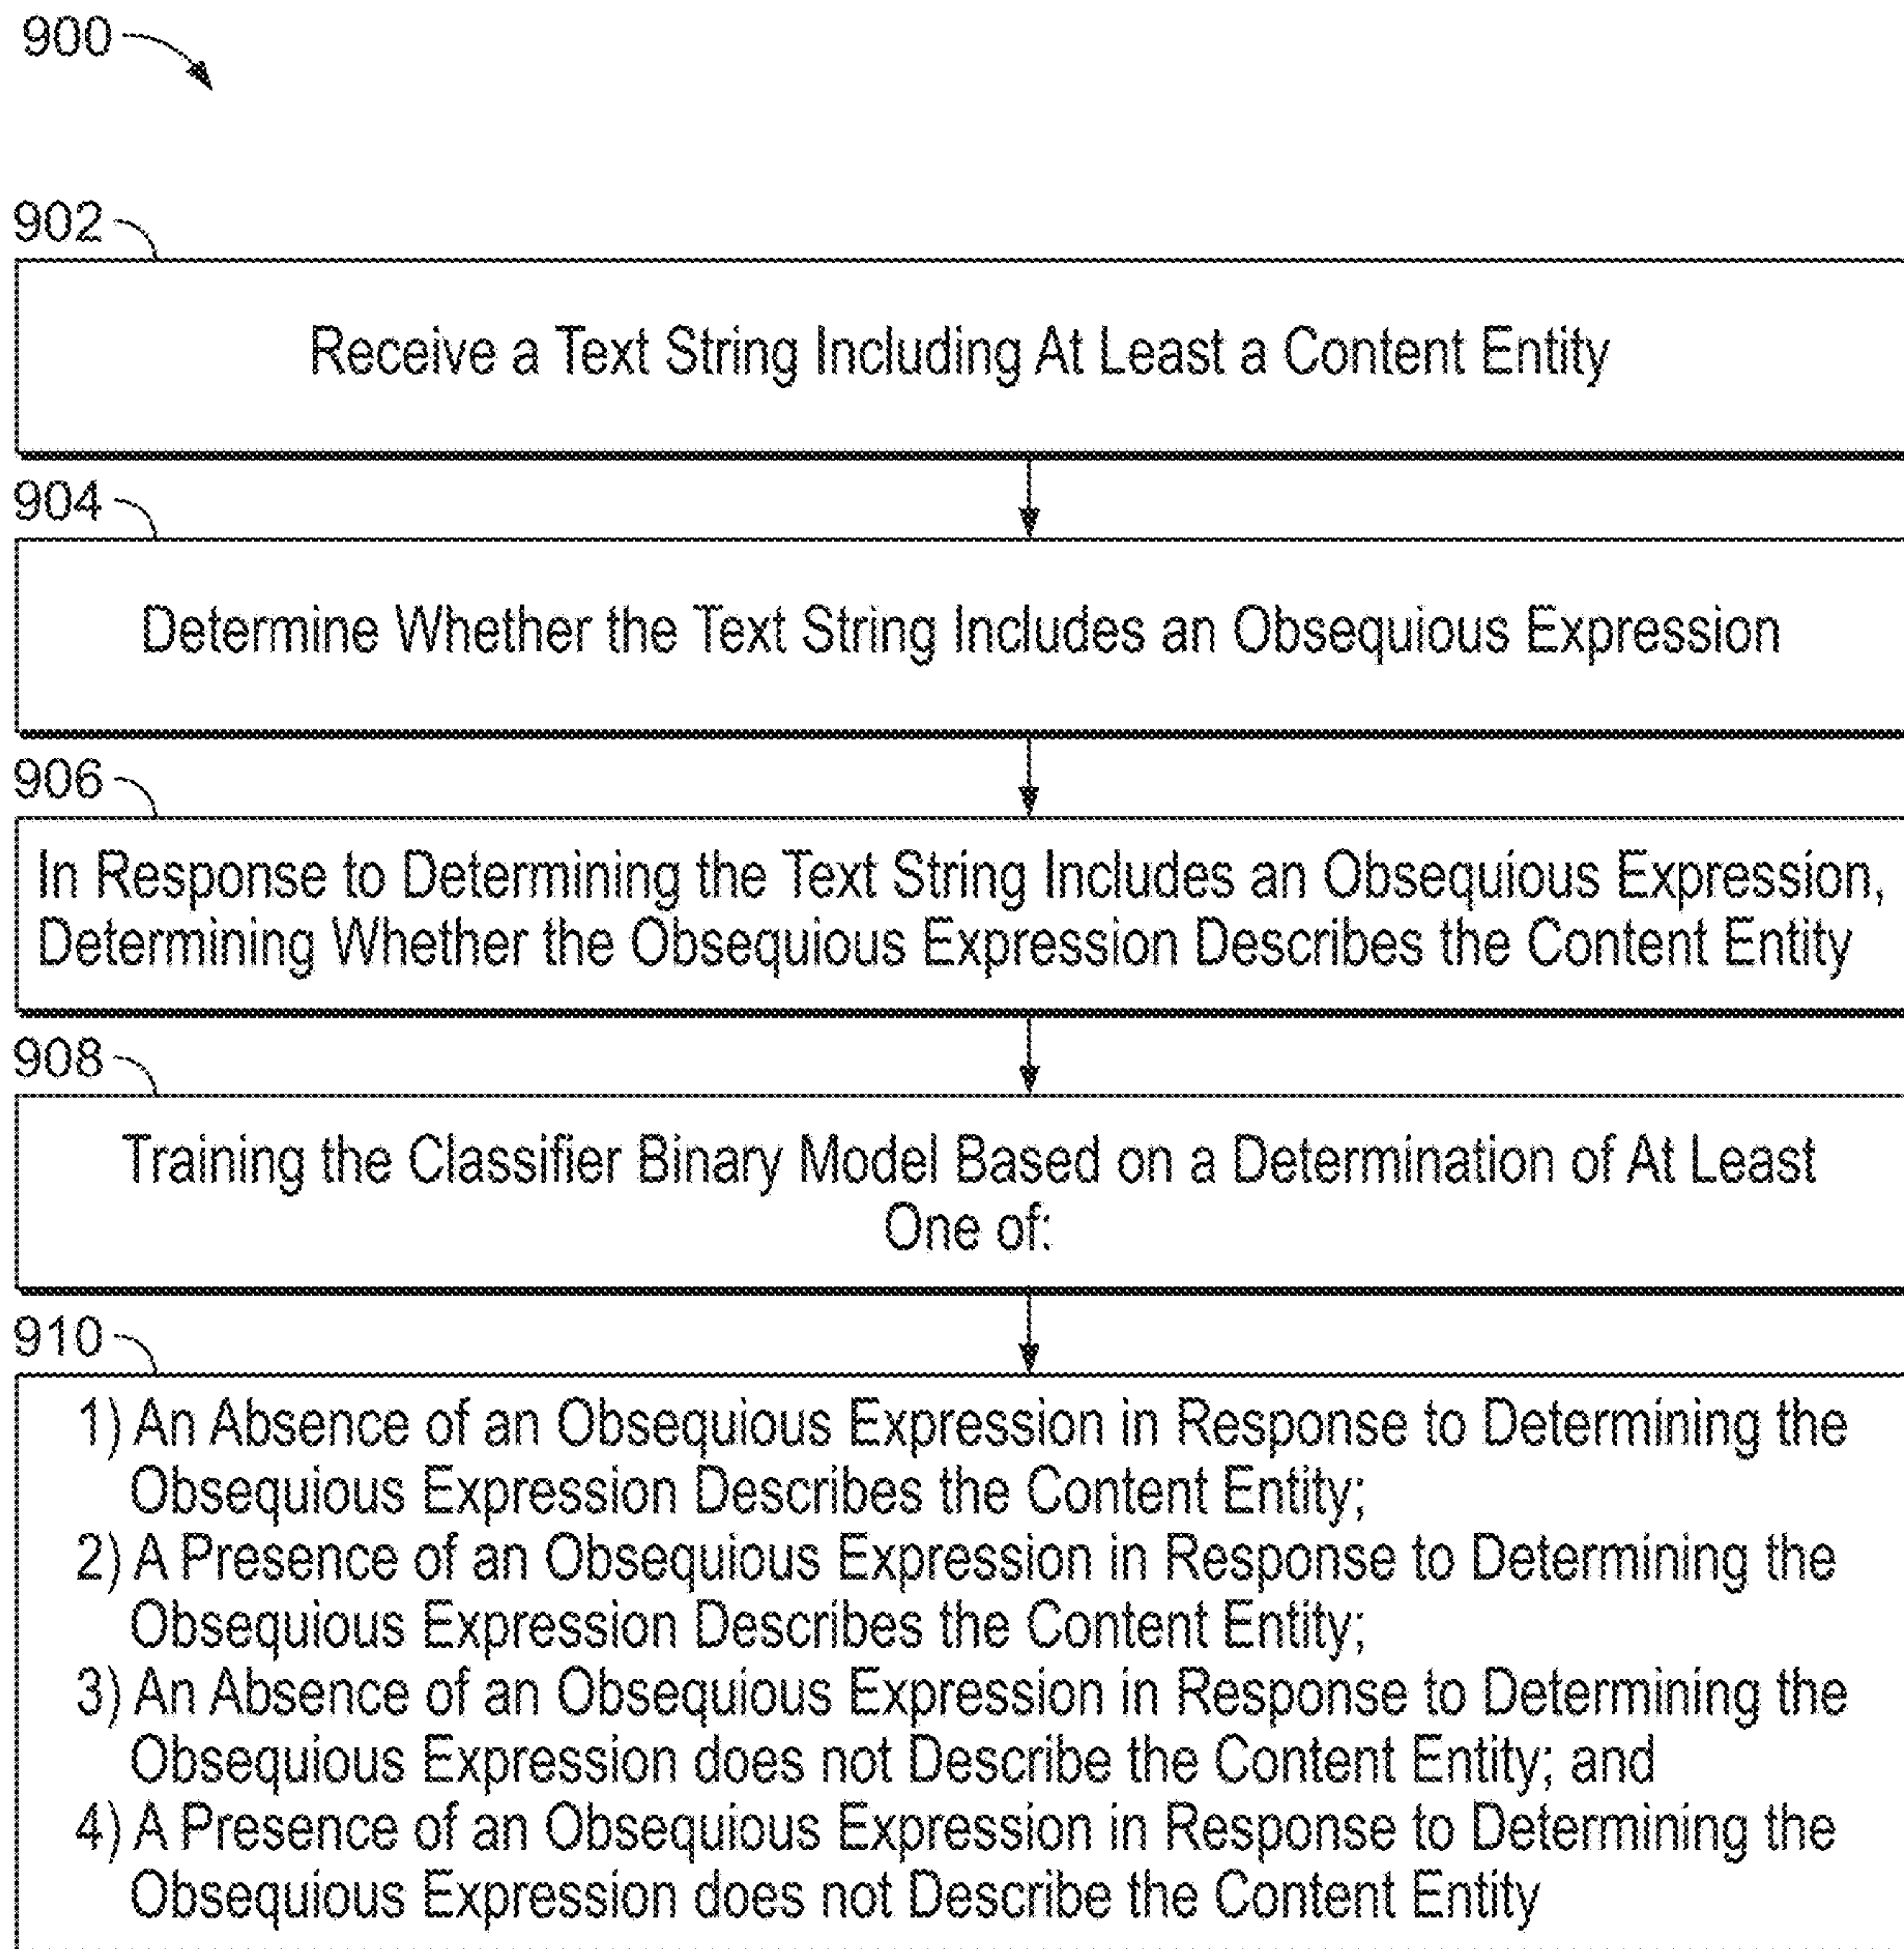 900
902
Receive a Text String Including At Least a Content Entity
904
Determine Whether the Text String Includes an Obsequious Expression
906
In Response to Determining the Text String Includes an Obsequious Expression,
Determining Whether the Obsequious Expression Describes the Content Entity
908
Training the Classifier Binary Model Based on a Determination of At Least
One of:
910
1) An Absence of an Obsequious Expression in Response to Determining the
Obsequious Expression Describes the Content Entity;
2) A Presence of an Obsequious Expression in Response to Determining the
Obsequious Expression Describes the Content Entity;
3) An Absence of an Obsequious Expression in Response to Determining the
Obsequious Expression does not Describe the Content Entity; and
4) A Presence of an Obsequious Expression in Response to Determining the
Obsequious Expression does not Describe the Content Entity